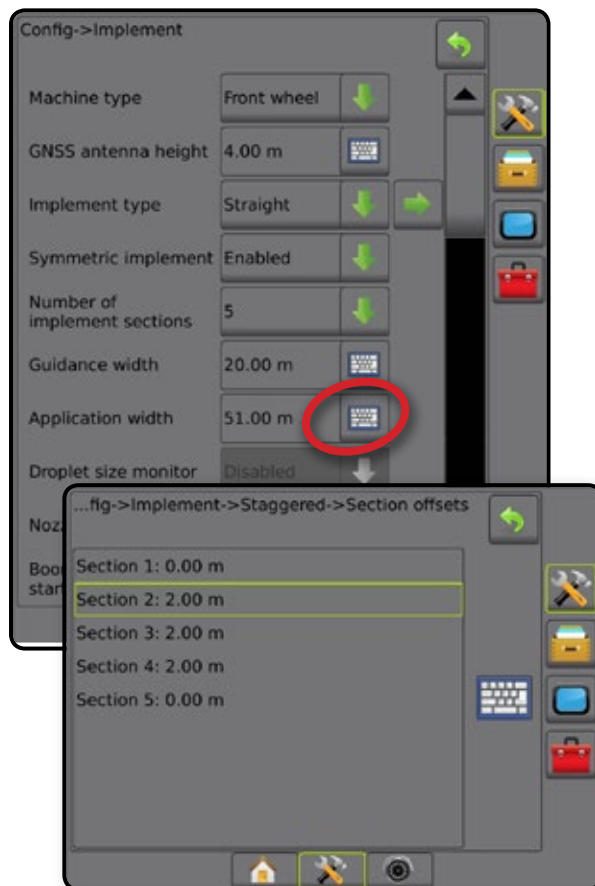 Config->Implement
Machine type Front wheel
GNSS antenna height 4.00 m
Implement type Straight
Symmetric implement Enabled
Number of
implement sections 5
Guidance width 20.00 m
Application width 51.00 m
Droplet size monitor Disabled
...fig->Implement->Staggered->Section offsets
Section 1: 0.00 m
Section 2: 2.00 m
Section 3: 2.00 m
Section 4: 2.00 m
Section 5: 0.00 m